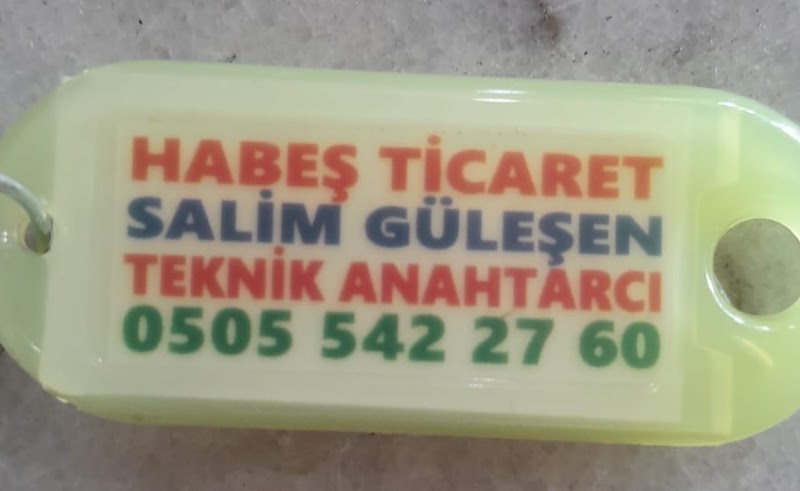 HABEŞ TİCARET
SALİM GÜLEŞEN
TEKNİK ANAHTARCI
0505 542 27 60